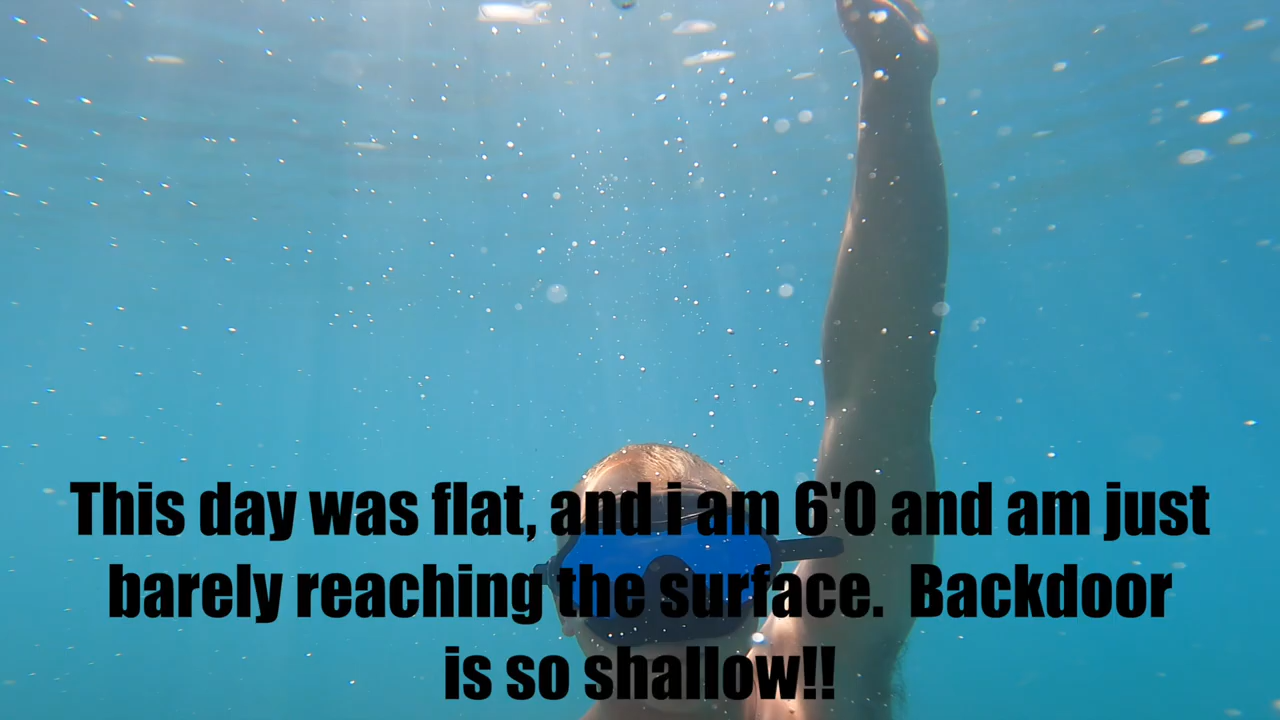 This day was flat, and i am 6'0 and am just
barely reaching the surface.  Backdoor
is so shallow!!